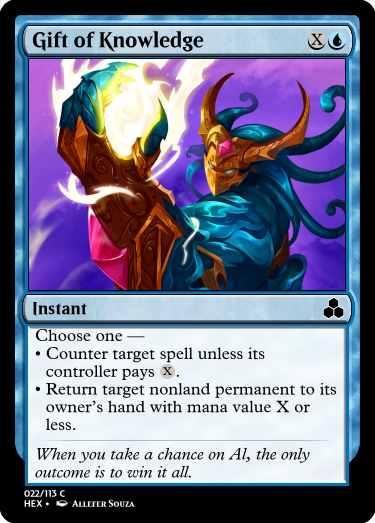 Gift of Knowledge X
Instant
Choose one —
• Counter target spell unless its
controller pays X.
• Return target nonland permanent to its
owner's hand with mana value X or
less.
When you take a chance on Al, the only
outcome is to win it all.
022/113 C
HEX • Allefer Souza